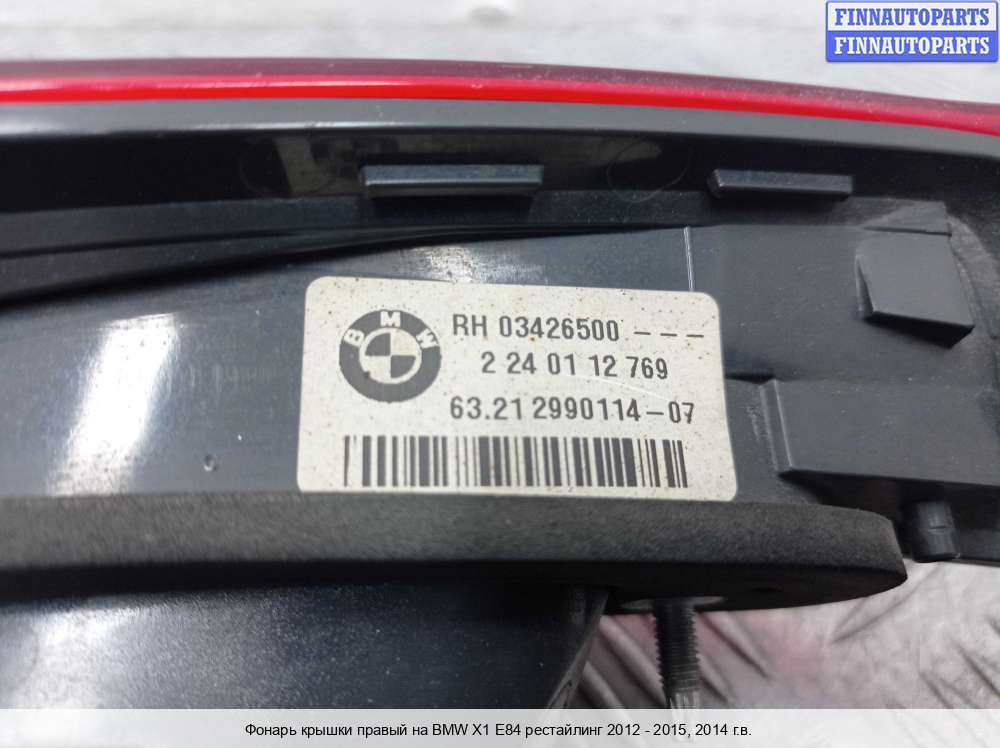 FINNAUTOPARTS
FINNAUTOPARTS
BMW
RH 03426500 - - -
2 24 01 12 769
63.21 2990114-07
Фонарь крышки правый на BMW X1 E84 рестайлинг 2012 - 2015, 2014 г.в.